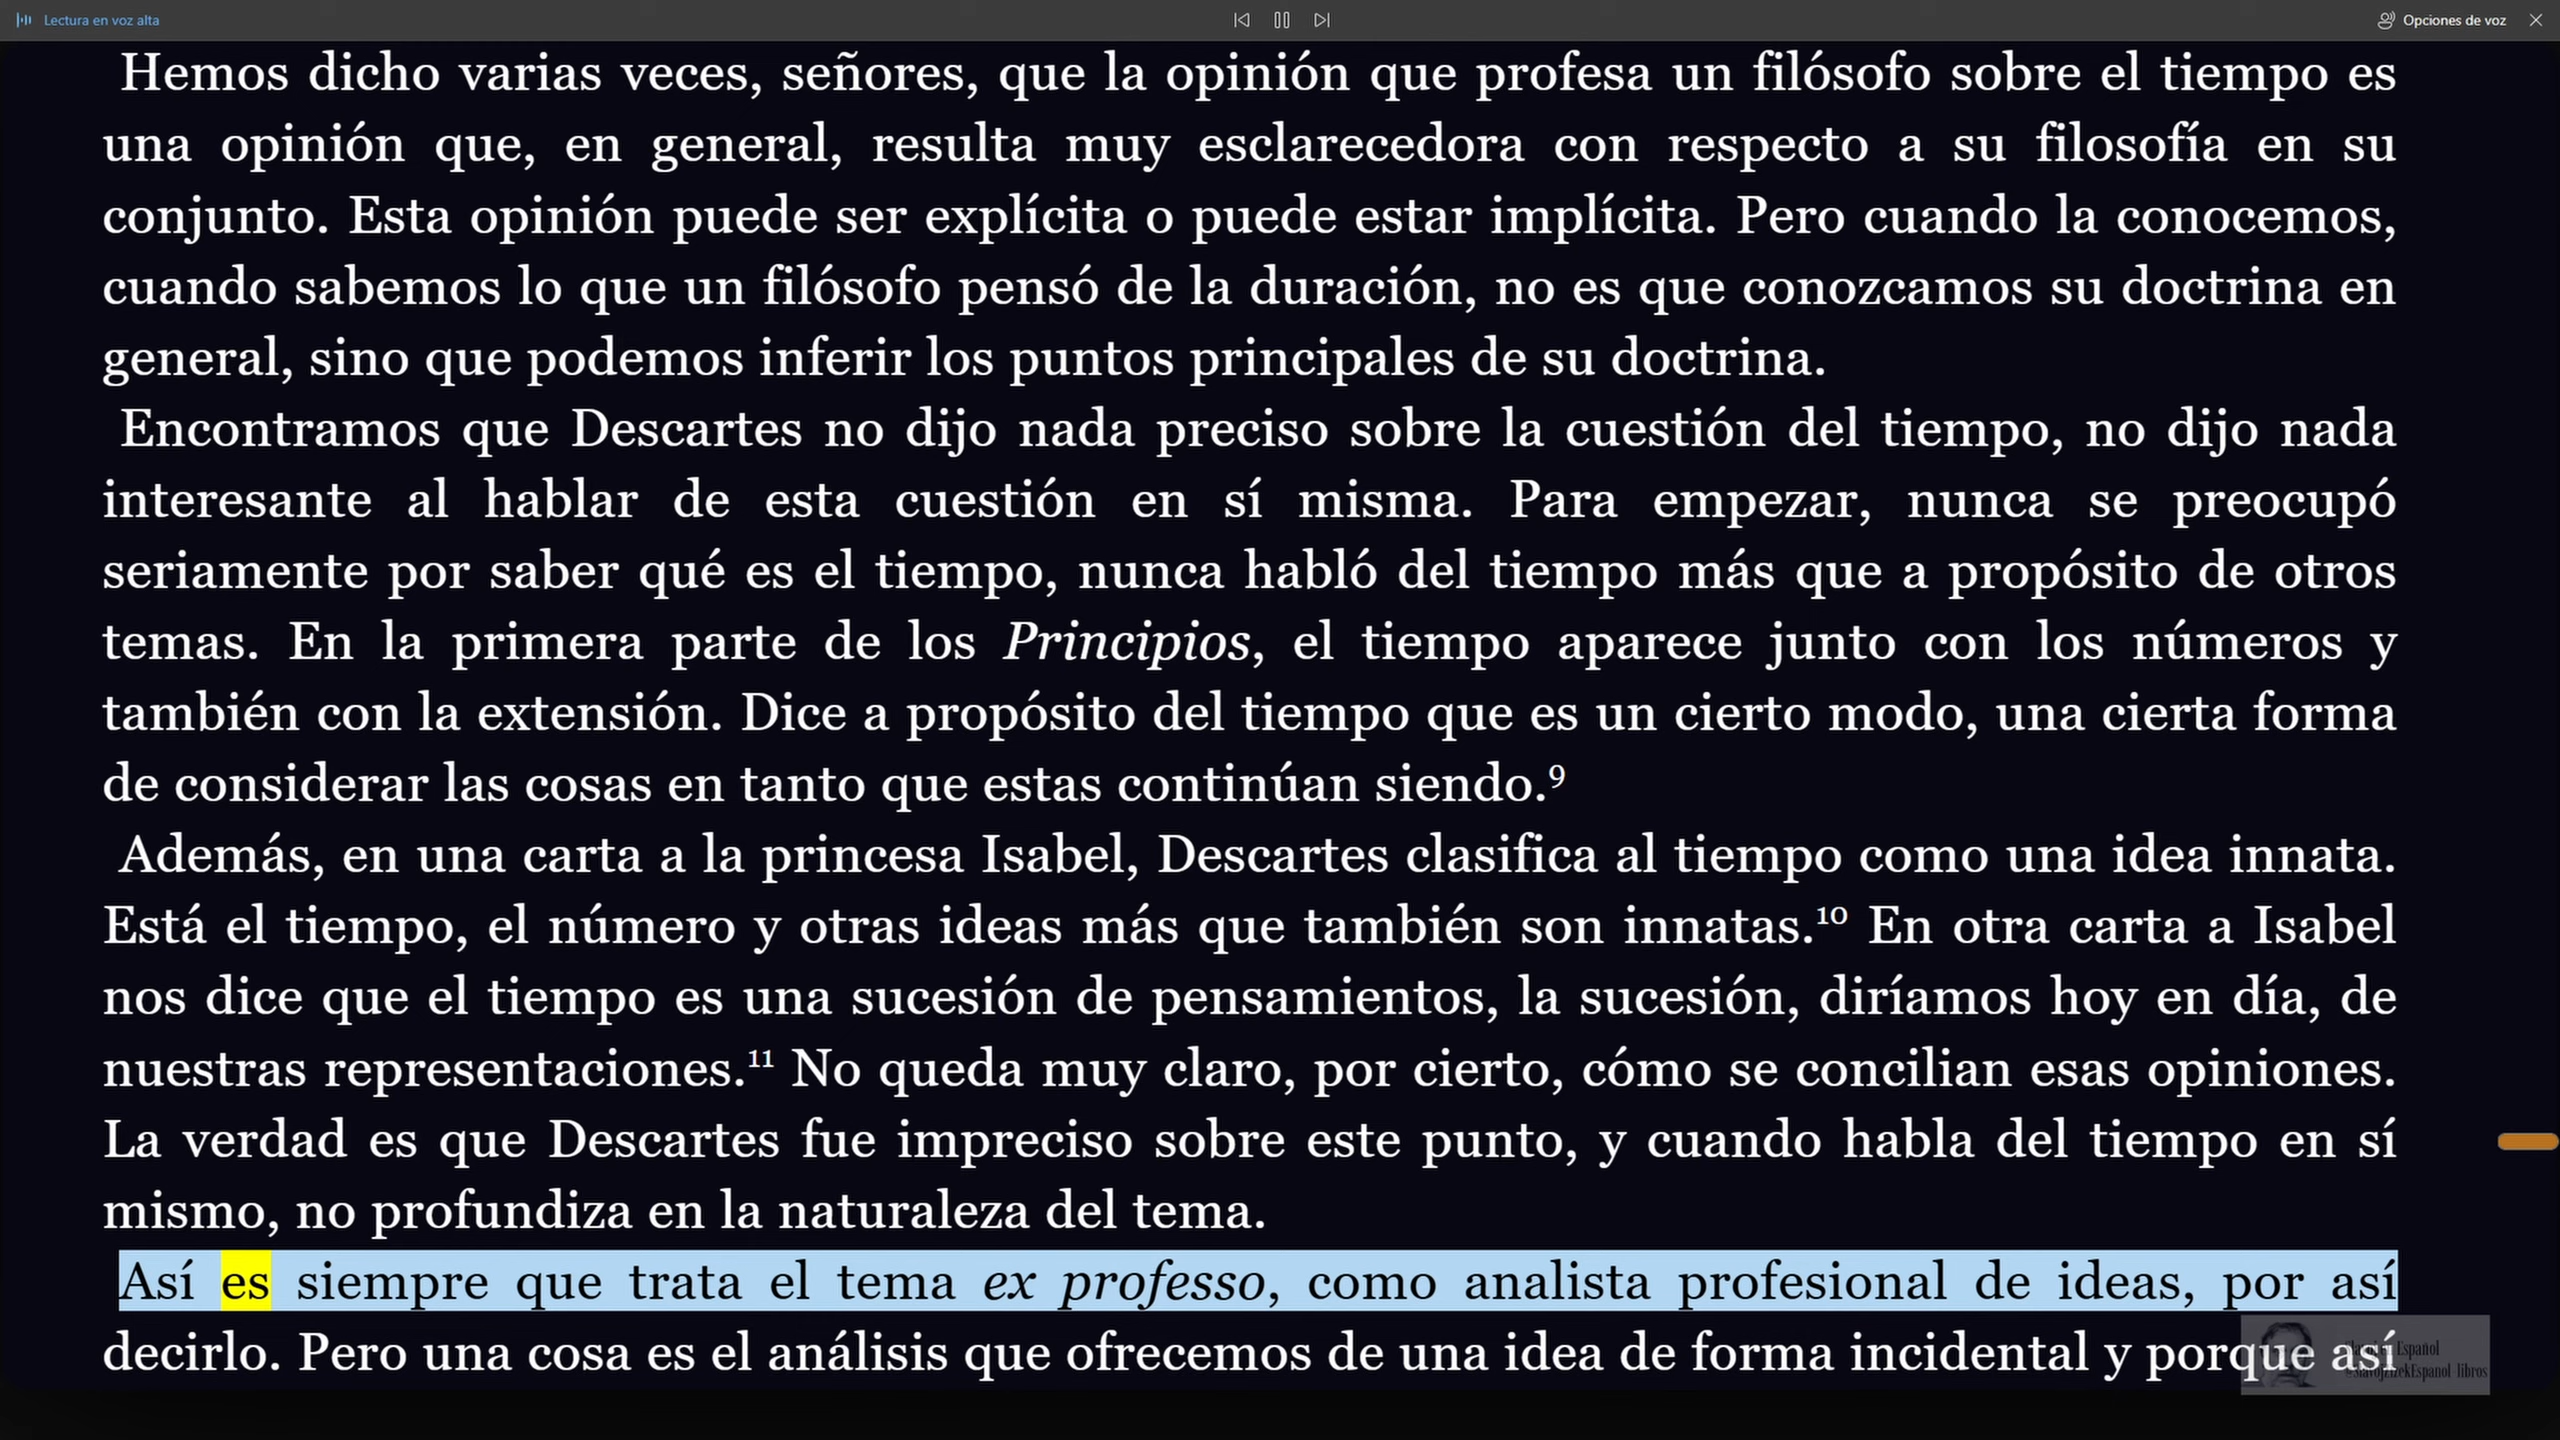 Lectura en voz alta
Opciones de voz
Hemos dicho varias veces, señores, que la opinión que profesa un filósofo sobre el tiempo es
una opinión que, en general, resulta muy esclarecedora con respecto a su filosofía en su
conjunto. Esta opinión puede ser explícita o puede estar implícita. Pero cuando la conocemos,
cuando sabemos lo que un filósofo pensó de la duración, no es que conozcamos su doctrina en
general, sino que podemos inferir los puntos principales de su doctrina.
Encontramos que Descartes no dijo nada preciso sobre la cuestión del tiempo, no dijo nada
interesante al hablar de esta cuestión en sí misma. Para empezar, nunca se preocupó
seriamente por saber qué es el tiempo, nunca habló del tiempo más que a propósito de otros
temas. En la primera parte de los Principios, el tiempo aparece junto con los números y
también con la extensión. Dice a propósito del tiempo que es un cierto modo, una cierta forma
de considerar las cosas en tanto que estas continúan siendo.⁹
Además, en una carta a la princesa Isabel, Descartes clasifica al tiempo como una idea innata.
Está el tiempo, el número y otras ideas más que también son innatas.¹⁰ En otra carta a Isabel
nos dice que el tiempo es una sucesión de pensamientos, la sucesión, diríamos hoy en día, de
nuestras representaciones.¹¹ No queda muy claro, por cierto, cómo se concilian esas opiniones.
La verdad es que Descartes fue impreciso sobre este punto, y cuando habla del tiempo en sí
mismo, no profundiza en la naturaleza del tema.
Así es siempre que trata el tema ex professo, como analista profesional de ideas, por así
decirlo. Pero una cosa es el análisis que ofrecemos de una idea de forma incidental y porque así
Español
@SlavojZizekEspanol-libros